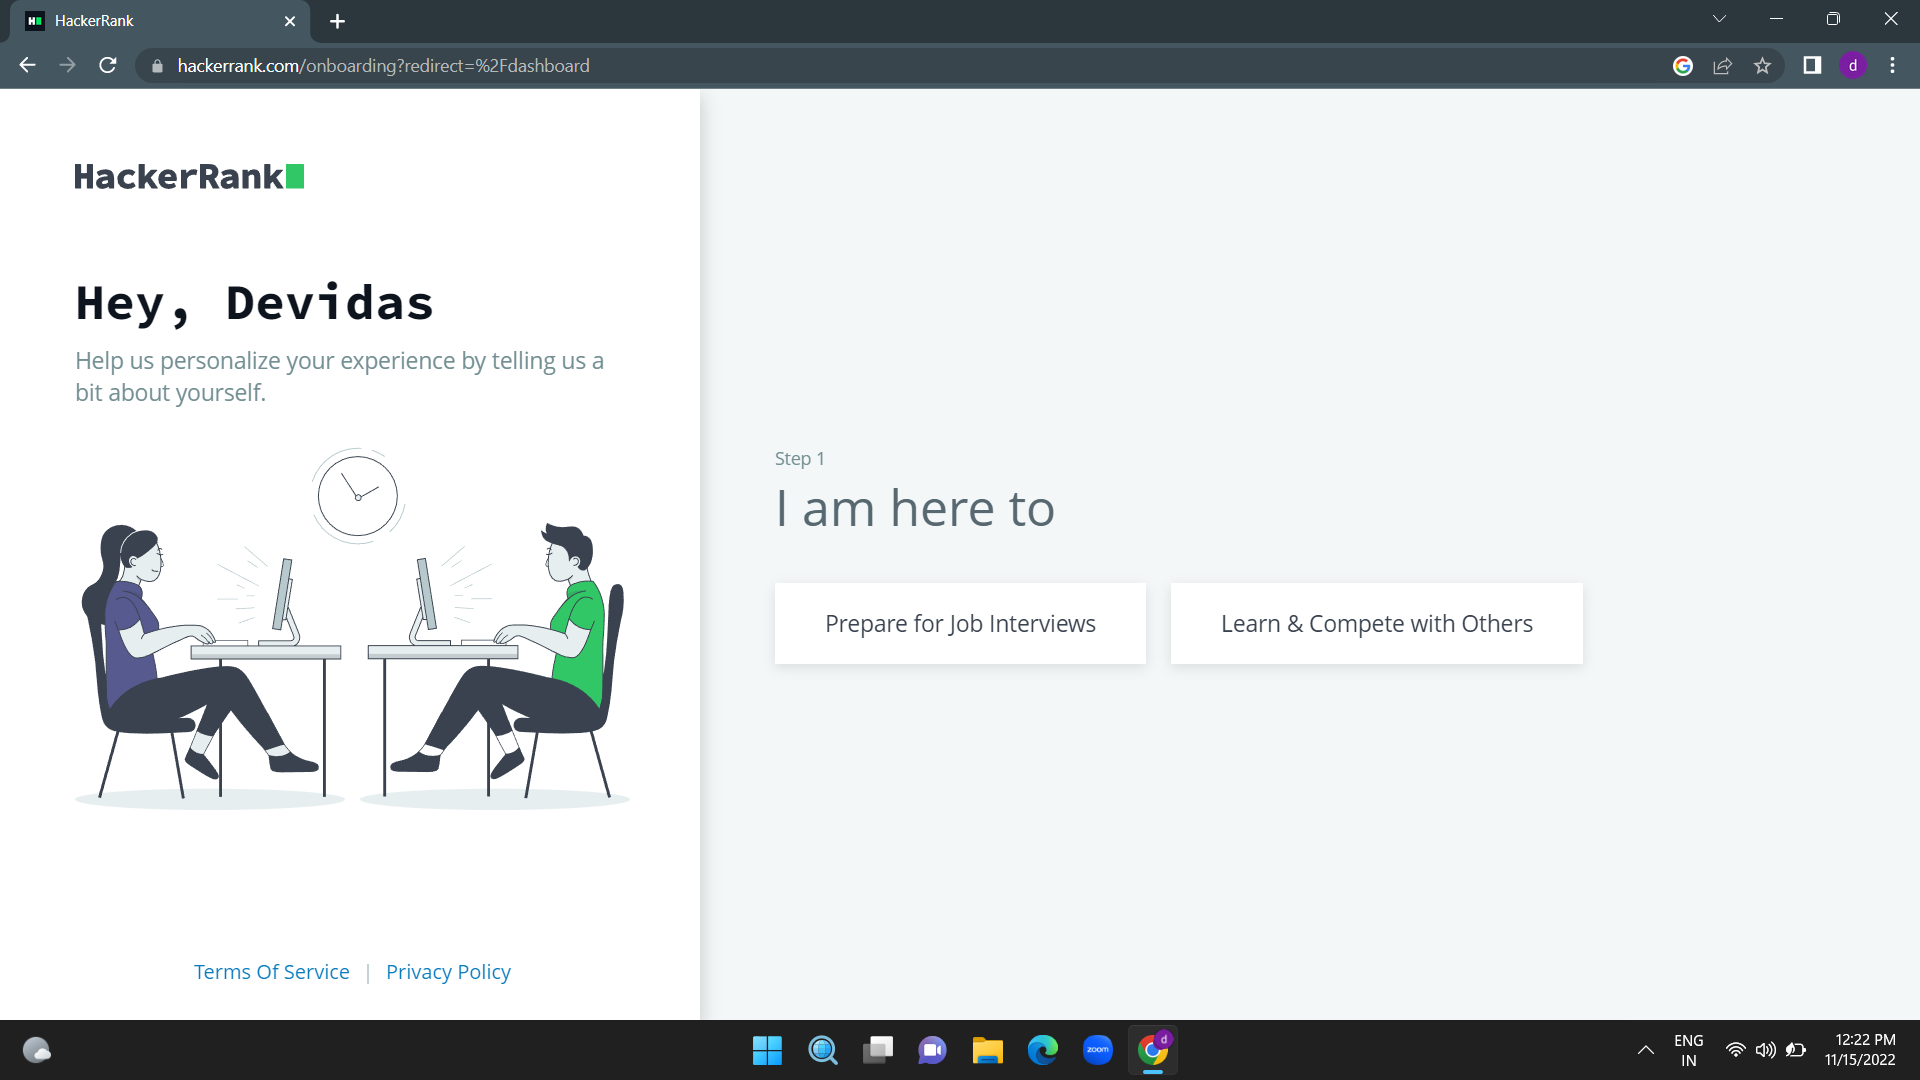 HackerRank
hackerrank.com/onboarding?redirect=%2Fdashboard
d
HackerRank
Hey, Devidas
Help us personalize your experience by telling us a
bit about yourself.
Terms Of Service | Privacy Policy
Step 1
I am here to
Prepare for Job Interviews
Learn & Compete with Others
zoom
d
ENG
IN
12:22 PM
11/15/2022